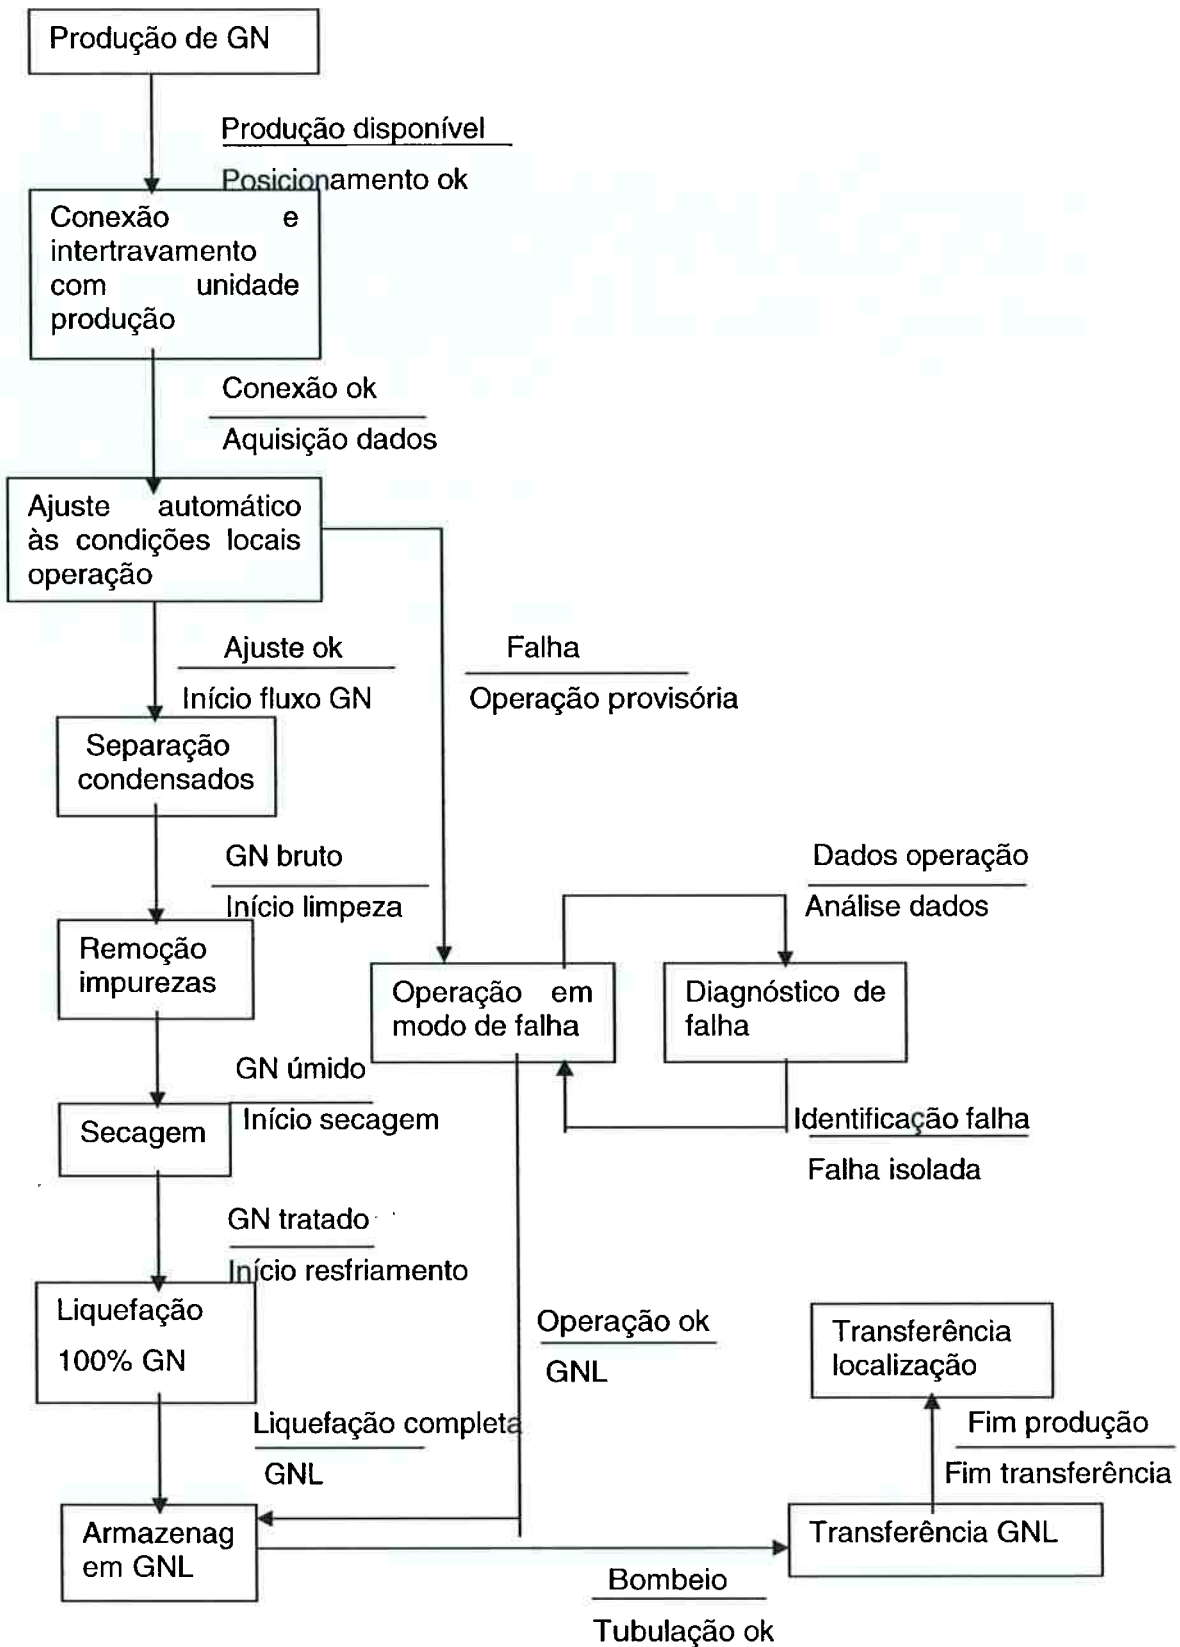 Produção de GN
Produção disponível
Posicionamento ok
Conexão e
intertravamento
com unidade
produção
Conexão ok
Aquisição dados
Ajuste automático
às condições locais
operação
Ajuste ok
Início fluxo GN
Falha
Operação provisória
Separação
condensados
GN bruto
Início limpeza
Dados operação
Análise dados
Remoção
impurezas
Operação em
modo de falha
Diagnóstico de
falha
GN úmido
Início secagem
Identificação falha
Falha isolada
Secagem
GN tratado
Início resfriamento
Liquefação
100% GN
Operação ok
GNL
Transferência
localização
Liquefação completa
GNL
Fim produção
Fim transferência
Armazenag
em GNL
Transferência GNL
Bombeio
Tubulação ok